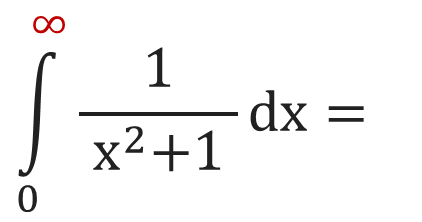 ∫₀^∞ 1/(x²+1) dx =